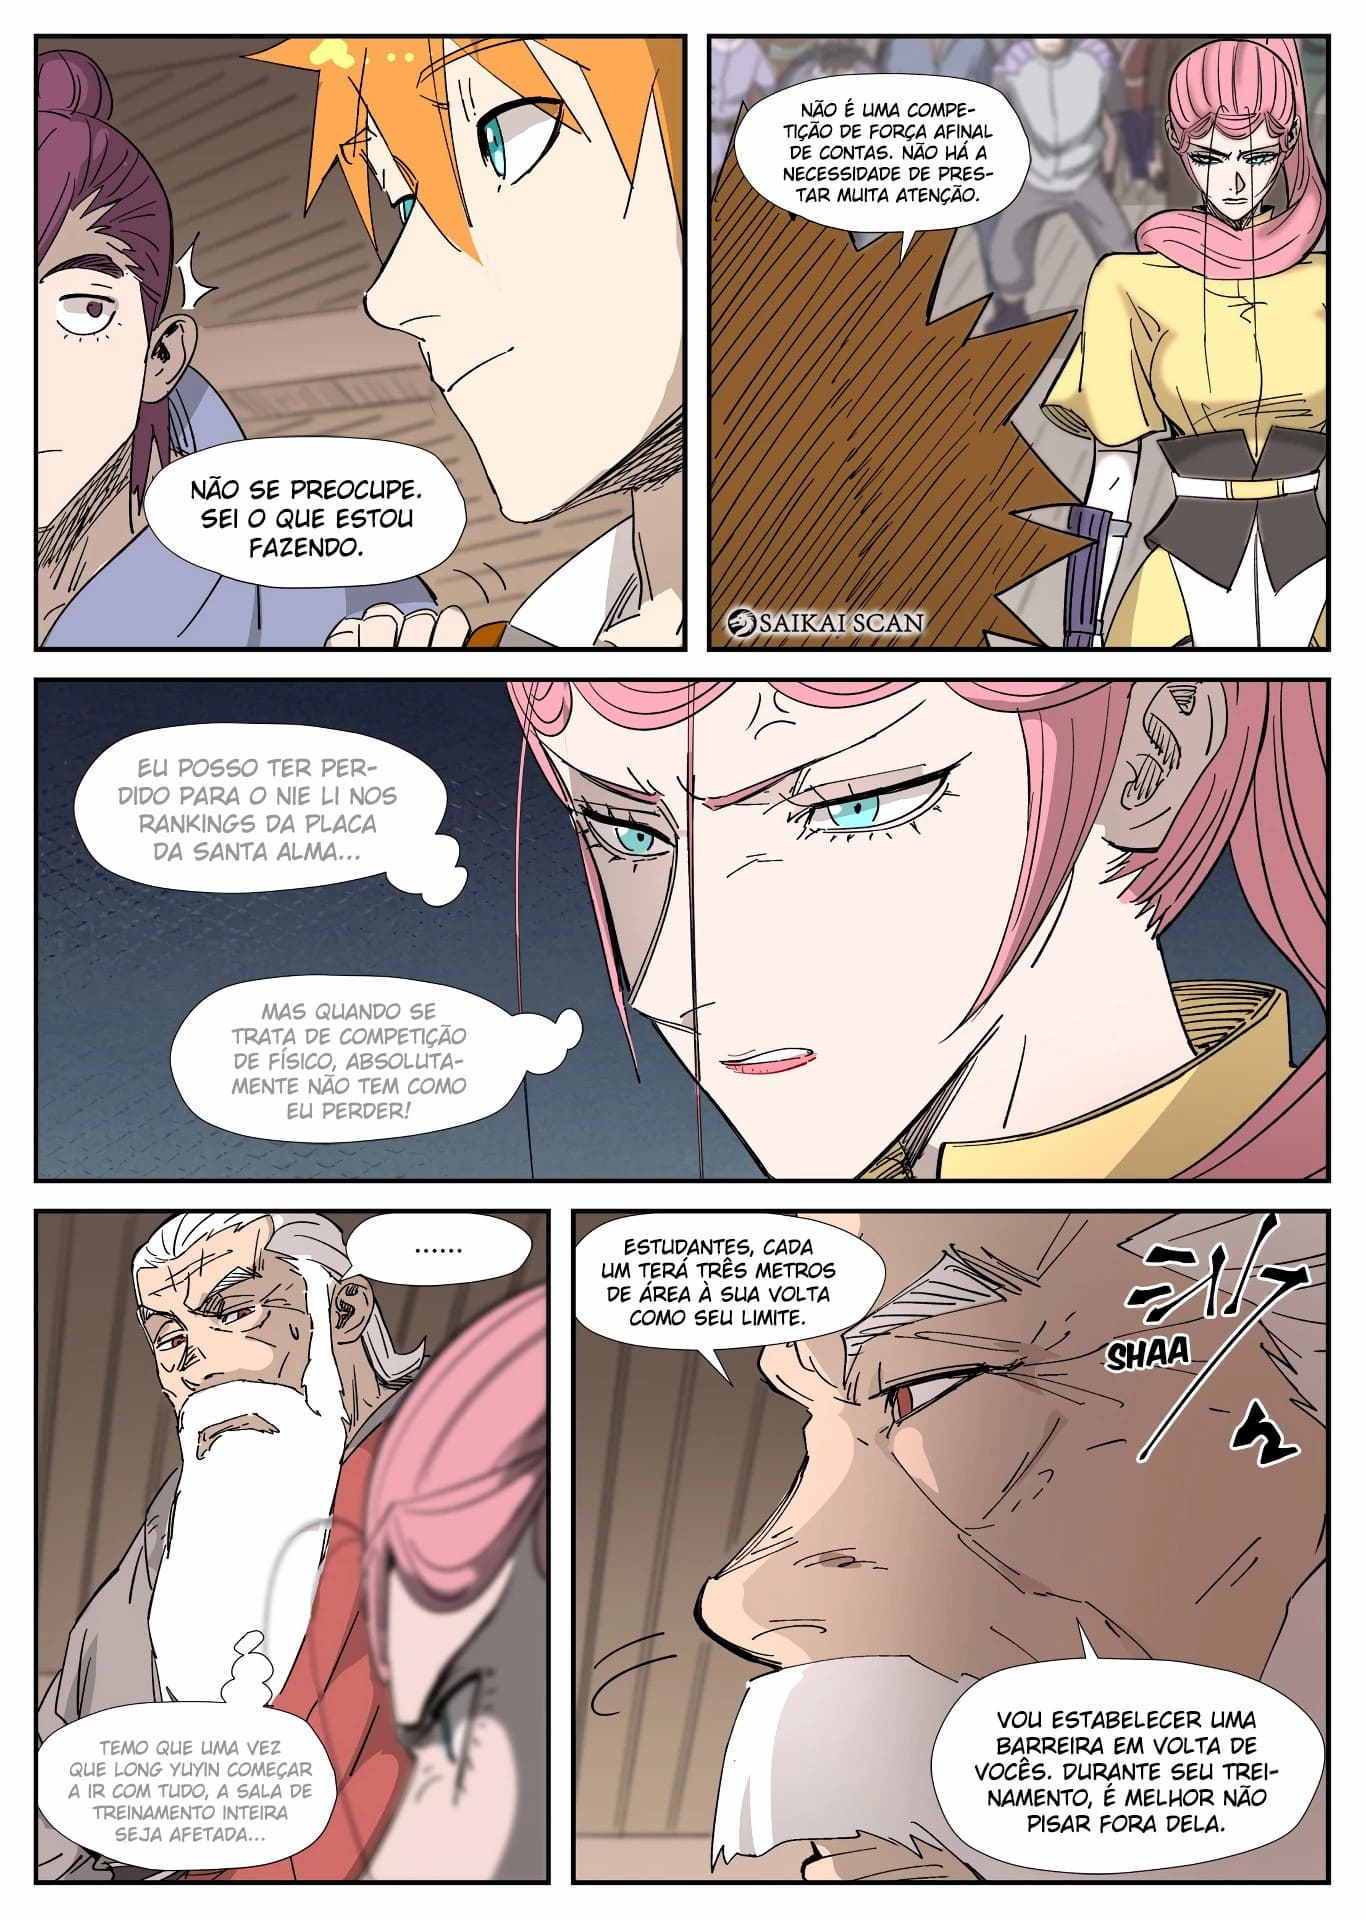 NÃO SE PREOCUPE.
SEI O QUE ESTOU
FAZENDO.
NÃO É UMA COMPE-
TIÇÃO DE FORÇA AFINAL
DE CONTAS. NÃO HÁ A
NECESSIDADE DE PRES-
TAR MUITA ATENÇÃO.
SAIKAI SCAN
EU POSSO TER PER-
DIDO PARA O NIE LI NOS
RANKINGS DA PLACA
DA SANTA ALMA...
MAS QUANDO SE
TRATA DE COMPETIÇÃO
DE FÍSICO, ABSOLUTA-
MENTE NÃO TEM COMO
EU PERDER!
......
TEMO QUE UMA VEZ
QUE LONG YUYIN COMEÇAR
A IR COM TUDO, A SALA DE
TREINAMENTO INTEIRA
SEJA AFETADA...
ESTUDANTES, CADA
UM TERÁ TRÊS METROS
DE ÁREA À SUA VOLTA
COMO SEU LIMITE.
SHAA
VOU ESTABELECER UMA
BARREIRA EM VOLTA DE
VOCÊS. DURANTE SEU TREI-
NAMENTO, É MELHOR NÃO
PISAR FORA DELA.